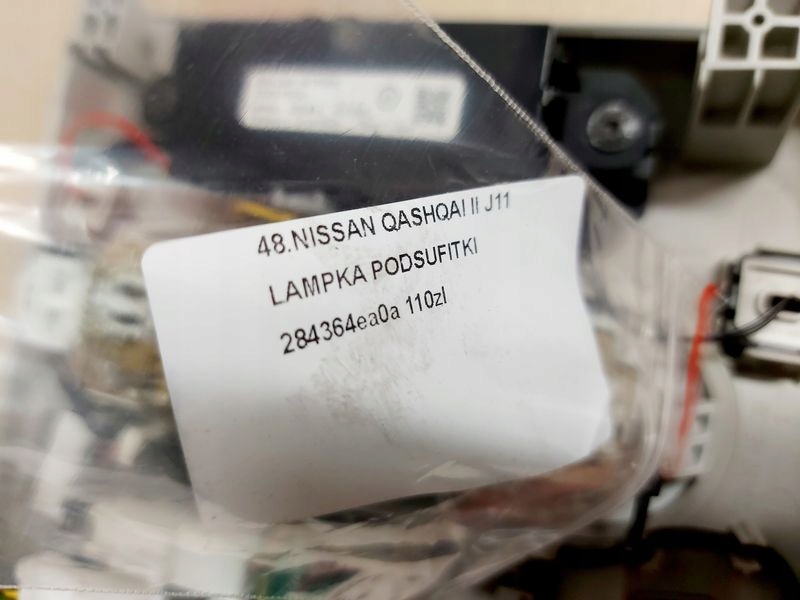 48.NISSAN QASHQAI II J11
LAMPKA PODSUFITKI
284364ea0a 110zl